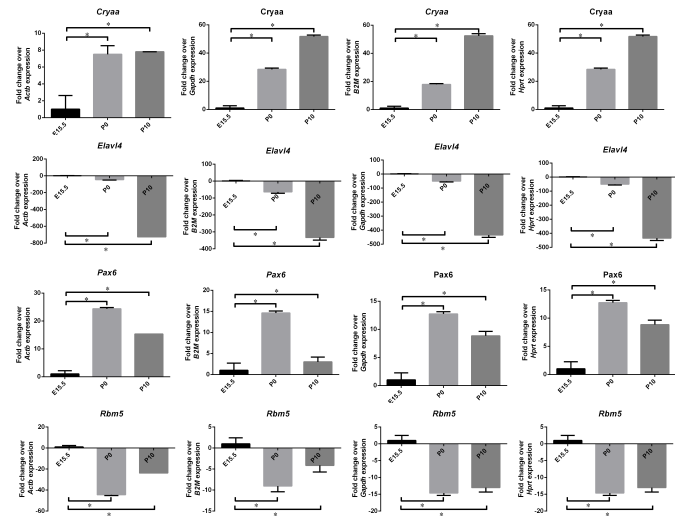 Cryaa
Fold change over
Actb expression
10
8
6
4
2
0
E15.5
P0
P10
*
*
Cryaa
Fold change over
Gapdh expression
60
40
20
0
E15.5
P0
P10
*
*
Cryaa
Fold change over
B2M expression
60
40
20
0
E15.5
P0
P10
*
*
Cryaa
Fold change over
Hprt expression
60
40
20
0
E15.5
P0
P10
*
*
Elavl4
Fold change over
Actb expression
200
0
-200
-400
-600
-800
E15.5
P0
P10
*
*
Elavl4
Fold change over
B2M expression
100
0
-100
-200
-300
-400
E15.5
P0
P10
*
*
Elavl4
Fold change over
Gapdh expression
100
0
-100
-200
-300
-400
-500
E15.5
P0
P10
*
*
Elavl4
Fold change over
Hprt expression
100
0
-100
-200
-300
-400
-500
E15.5
P0
P10
*
*
Pax6
Fold change over
Actb expression
30
20
10
0
E15.5
P0
P10
*
*
Pax6
Fold change over
B2M expression
20
15
10
5
0
E15.5
P0
P10
*
*
Pax6
Fold change over
Gapdh expression
15
10
5
0
E15.5
P0
P10
*
*
Pax6
Fold change over
Hprt expression
15
10
5
0
E15.5
P0
P10
*
*
Rbm5
Fold change over
Actb expression
20
0
-20
-40
-60
E15.5
P0
P10
*
*
Rbm5
Fold change over
B2M expression
5
0
-5
-10
-15
E15.5
P0
P10
*
*
Rbm5
Fold change over
Gapdh expression
5
0
-5
-10
-15
-20
E15.5
P0
P10
*
*
Rbm5
Fold change over
Hprt expression
5
0
-5
-10
-15
-20
E15.5
P0
P10
*
*